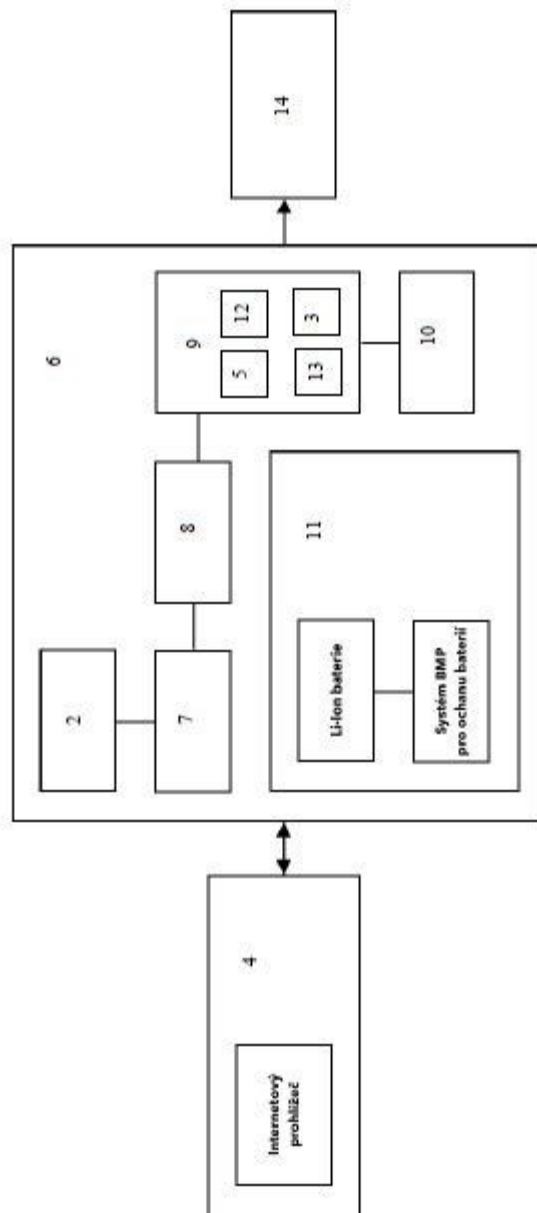 4
Internetový
prohlížeč
6
2
7
8
9
5
12
13
3
10
11
Li-Ion baterie
Systém BMP
pro ochanu baterií
14